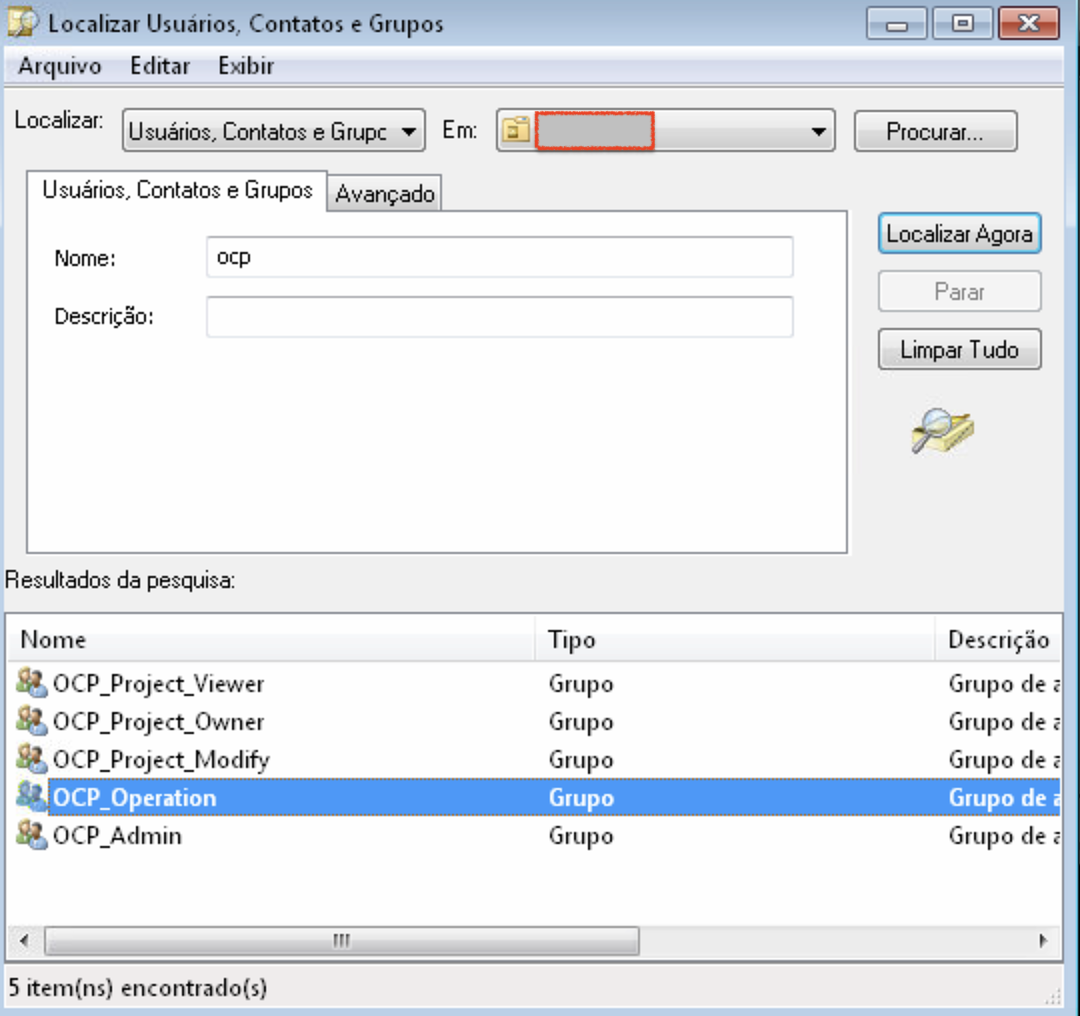 Localizar Usuários, Contatos e Grupos
Arquivo Editar Exibir
Localizar: Usuários, Contatos e Grupc Em: Procurar...
Usuários, Contatos e Grupos Avançado
Localizar Agora
Nome: ocp
Parar
Descrição:
Limpar Tudo
Resultados da pesquisa:
Nome Tipo Descrição
OCP_Project_Viewer Grupo Grupo de a
OCP_Project_Owner Grupo Grupo de a
OCP_Project_Modify Grupo Grupo de a
OCP_Operation Grupo Grupo de a
OCP_Admin Grupo Grupo de a
5 item(ns) encontrado(s)